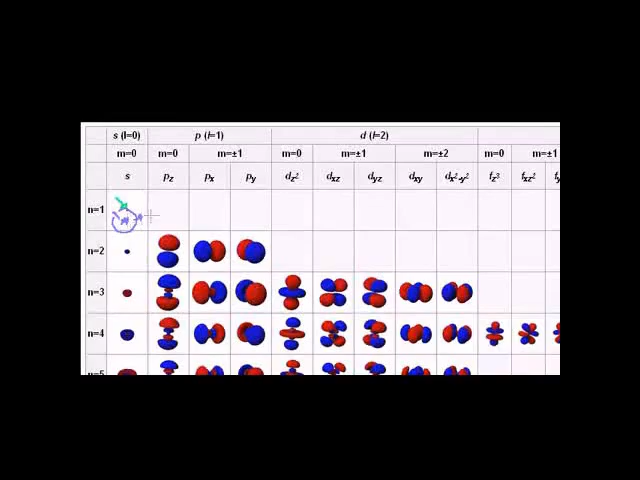 s (l=0) p (l=1) d (l=2)
m=0 m=0 m=±1 m=0 m=±1 m=±2 m=0 m=±1
s pz px py dz² dxz dyz dxy dx²-y² fz³ fxz²
n=1
n=2
n=3
n=4
n=5